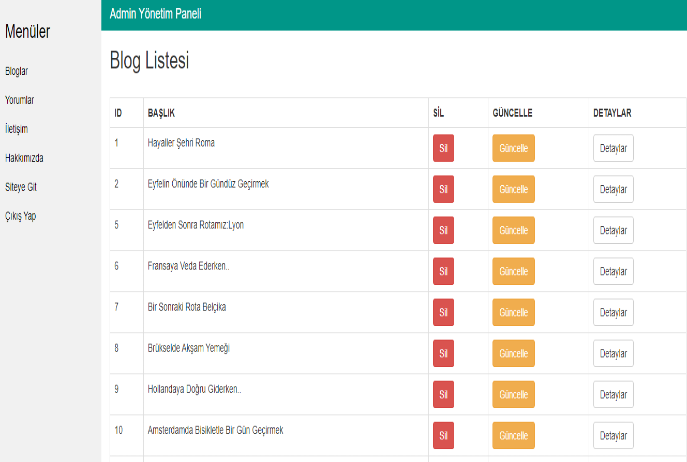 Admin Yönetim Paneli
Menüler
Bloglar
Yorumlar
İletişim
Hakkımızda
Siteye Git
Çıkış Yap
Blog Listesi
ID BAŞLIK SİL GÜNCELLE DETAYLAR
1 Hayaller Şehri Roma Sil Güncelle Detaylar
2 Eyfelin Önünde Bir Gündüz Geçirmek Sil Güncelle Detaylar
5 Eyfelden Sonra Rotamız:Lyon Sil Güncelle Detaylar
6 Fransaya Veda Ederken.. Sil Güncelle Detaylar
7 Bir Sonraki Rota Belçika Sil Güncelle Detaylar
8 Brükselde Akşam Yemeği Sil Güncelle Detaylar
9 Hollandaya Doğru Giderken.. Sil Güncelle Detaylar
10 Amsterdamda Bisikletle Bir Gün Geçirmek Sil Güncelle Detaylar